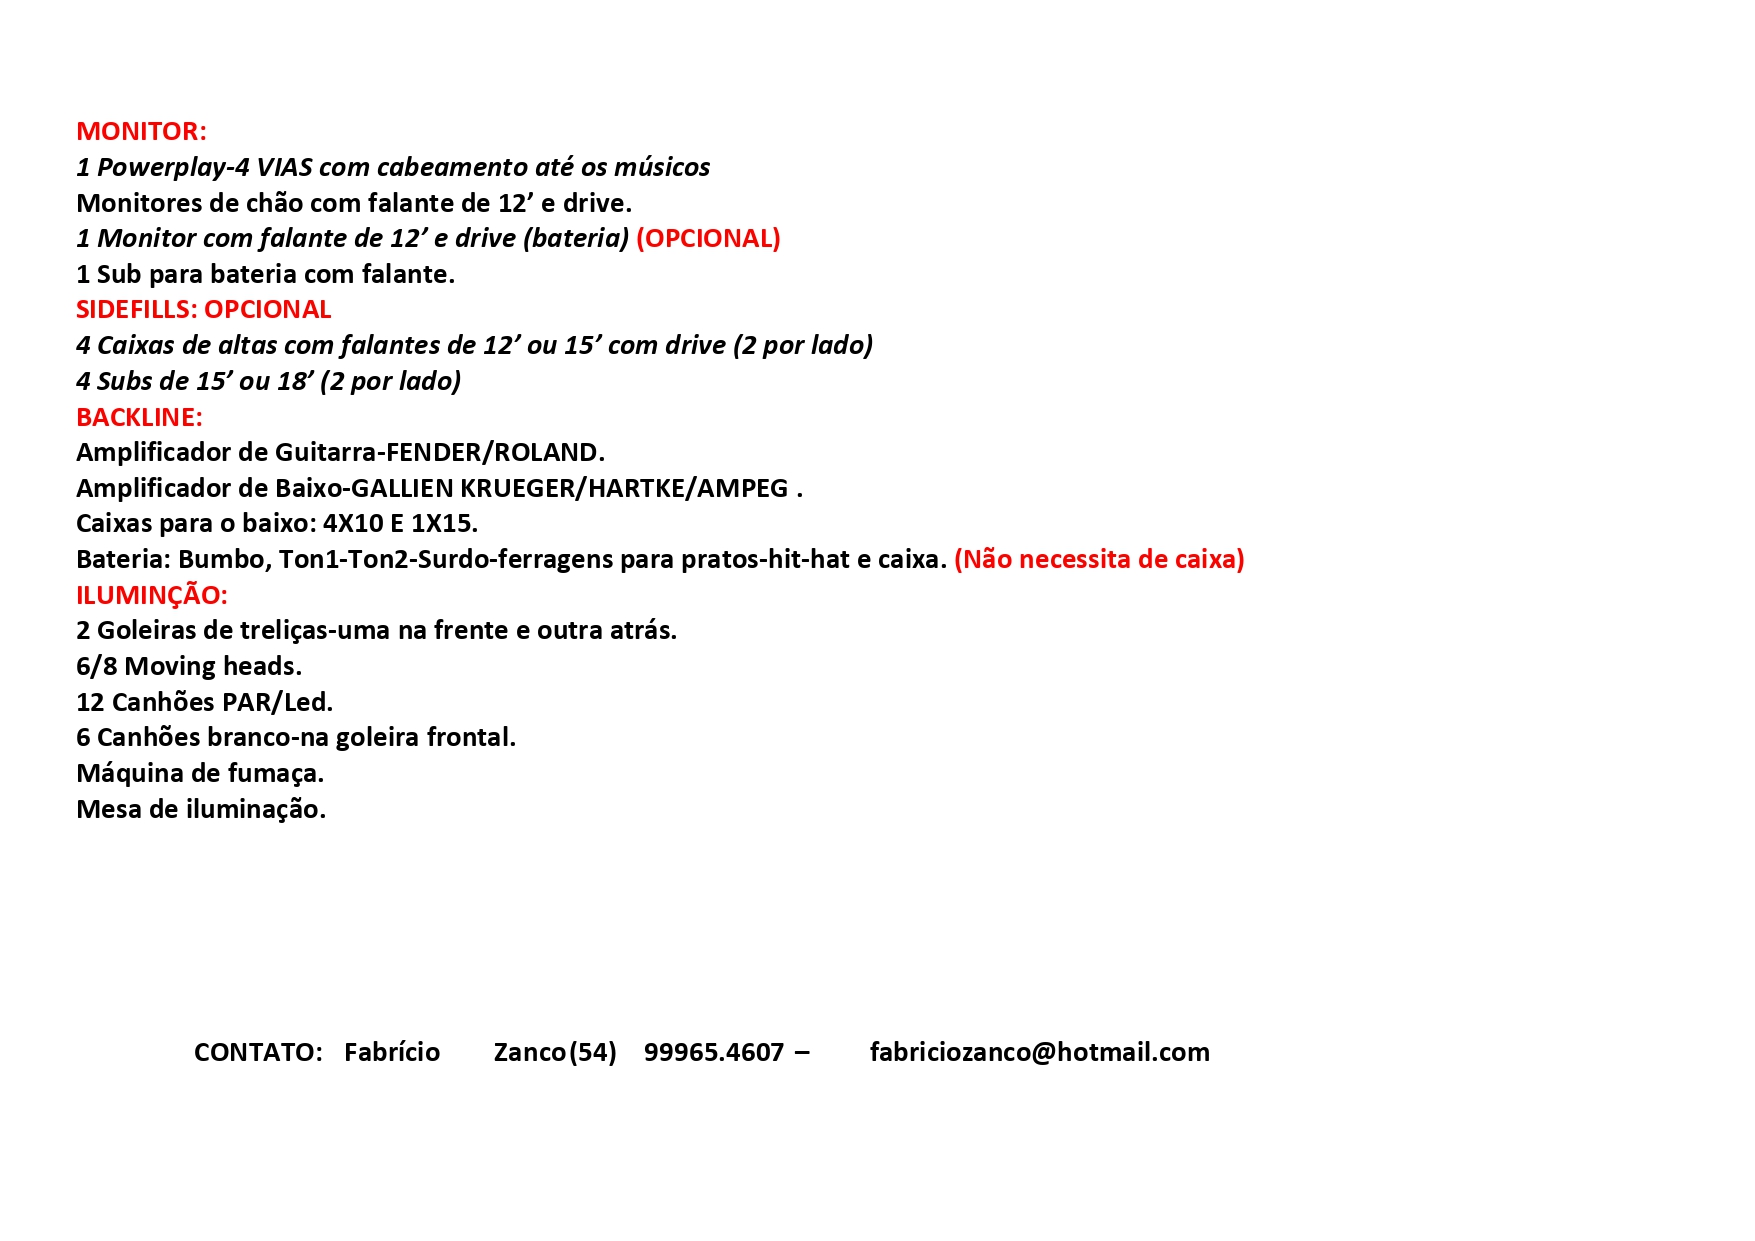 MONITOR:
1 Powerplay-4 VIAS com cabeamento até os músicos
Monitores de chão com falante de 12’ e drive.
1 Monitor com falante de 12’ e drive (bateria) (OPCIONAL)
1 Sub para bateria com falante.
SIDEFILLS: OPCIONAL
4 Caixas de altas com falantes de 12’ ou 15’ com drive (2 por lado)
4 Subs de 15’ ou 18’ (2 por lado)
BACKLINE:
Amplificador de Guitarra-FENDER/ROLAND.
Amplificador de Baixo-GALLIEN KRUEGER/HARTKE/AMPEG .
Caixas para o baixo: 4X10 E 1X15.
Bateria: Bumbo, Ton1-Ton2-Surdo-ferragens para pratos-hit-hat e caixa. (Não necessita de caixa)
ILUMINÇÃO:
2 Goleiras de treliças-uma na frente e outra atrás.
6/8 Moving heads.
12 Canhões PAR/Led.
6 Canhões branco-na goleira frontal.
Máquina de fumaça.
Mesa de iluminação.
CONTATO: Fabrício Zanco(54) 99965.4607 – fabriciozanco@hotmail.com